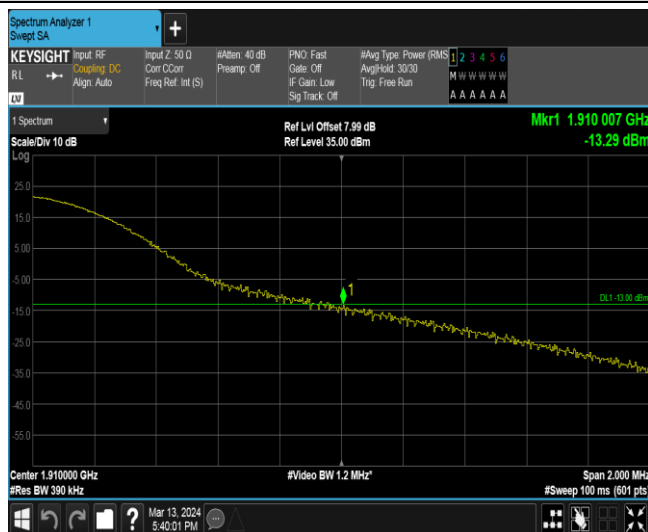 Spectrum Analyzer 1
Swept SA
+
KEYSIGHT
RL
LXI
Input: RF
Coupling: DC
Align: Auto
Input Z: 50 Ω
Corr CCorr
Freq Ref: Int (S)
#Atten: 40 dB
Preamp: Off
PNO: Fast
Gate: Off
IF Gain: Low
Sig Track: Off
#Avg Type: Power (RMS
Avg|Hold: 30/30
Trig: Free Run
1 2 3 4 5 6
M W W W W W
A A A A A A
1 Spectrum
Scale/Div 10 dB
Log
Ref Lvl Offset 7.99 dB
Ref Level 35.00 dBm
Mkr1 1.910 007 GHz
-13.29 dBm
25.0
15.0
5.00
-5.00
-15.0
-25.0
-35.0
-45.0
-55.0
1
DL1 -13.00 dBm
Center 1.910000 GHz
#Res BW 390 kHz
#Video BW 1.2 MHz*
Span 2.000 MHz
#Sweep 100 ms (601 pts)
?
Mar 13, 2024
5:40:01 PM